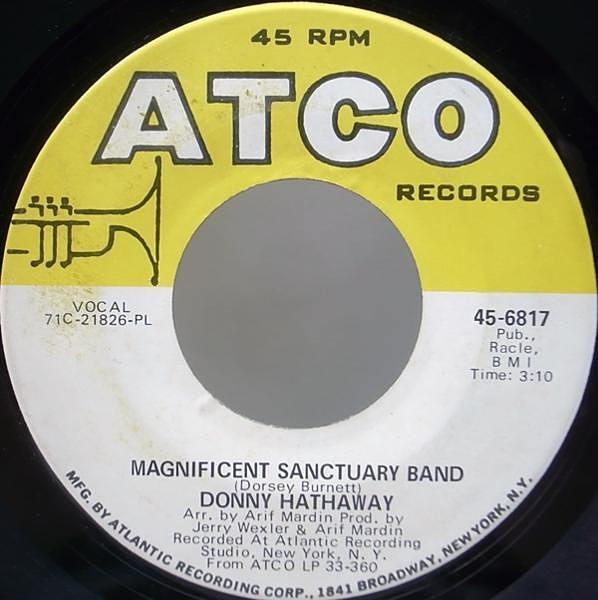 45 RPM
ATCO
RECORDS
VOCAL
71C-21826-PL
45-6817
Pub.,
Racle,
BMI
Time: 3:10
MAGNIFICENT SANCTUARY BAND
(Dorsey Burnett)
DONNY HATHAWAY
Arr. by Arif Mardin Prod. by
Jerry Wexler & Arif Mardin
Recorded At Atlantic Recording
Studio, New York, N. Y.
From ATCO LP 33-360
MFG. BY ATLANTIC RECORDING CORP., 1841 BROADWAY, NEW YORK, N.Y.